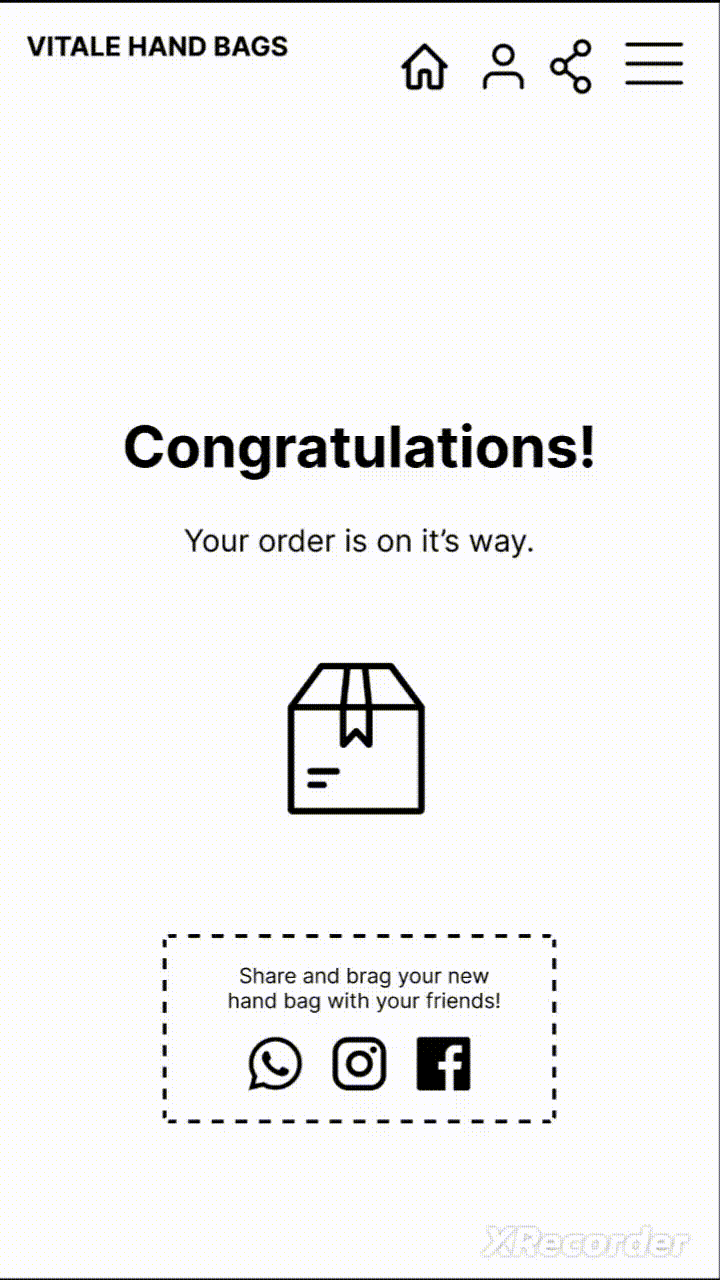 VITALE HAND BAGS
Congratulations!
Your order is on it’s way.
Share and brag your new
hand bag with your friends!
XRecorder